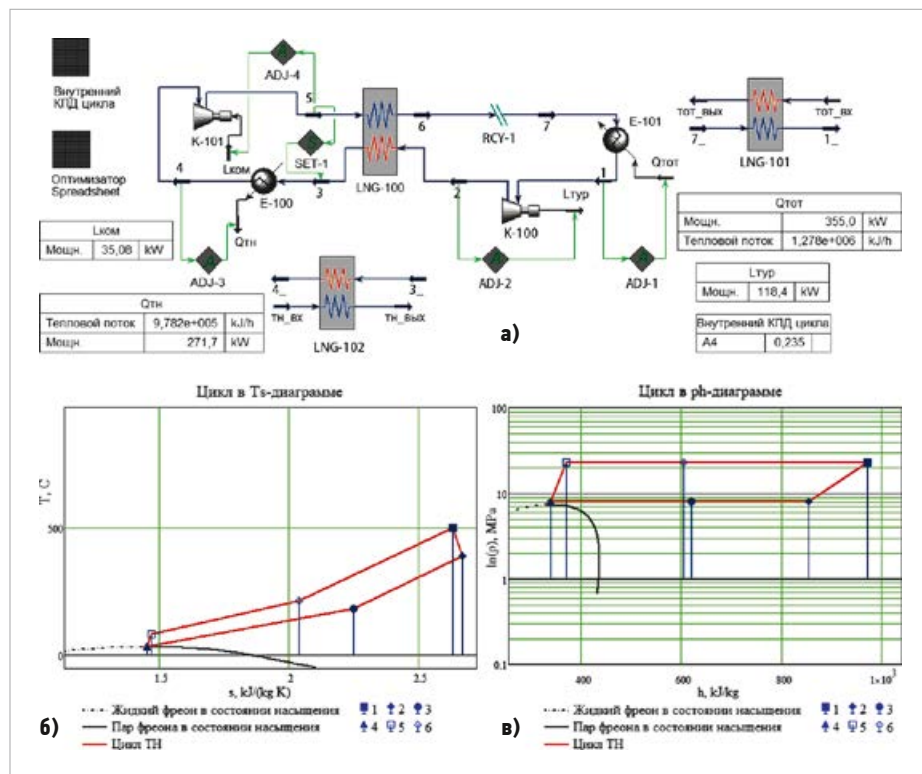 ADJ-4
Внутренний
КПД цикла
Оптимизатор
Spreadsheet
K-101
Lком
5
S
SET-1
4
E-100
3
LNG-100
6
RCY-1
7
E-101
Qтот
тот_вых
тот_вх
7_
1_
LNG-101
2
Lтур
1
K-100
Qтн
ADJ-3
ADJ-2
ADJ-1
Lком
Мощн. 35,08 kW
Qтн
Тепловой поток 9,782e+005 kJ/h
Мощн. 271,7 kW
4_
3_
тн_вх
тн_вых
LNG-102
Qтот
Мощн. 355,0 kW
Тепловой поток 1,278e+006 kJ/h
Lтур
Мощн. 118,4 kW
Внутренний КПД цикла
A4 0,235
а)
Цикл в Ts-диаграмме
T, C
500
0
1.5 2 2.5
s, kJ/(kg K)
Жидкий фреон в состоянии насыщения
Пар фреона в состоянии насыщения
Цикл ТН
1 2 3
4 5 6
б)
Цикл в ph-диаграмме
ln(p), MPa
100
10
1
0.1
400 600 800 1×10³
h, kJ/kg
Жидкий фреон в состоянии насыщения
Пар фреона в состоянии насыщения
Цикл ТН
1 2 3
4 5 6
в)